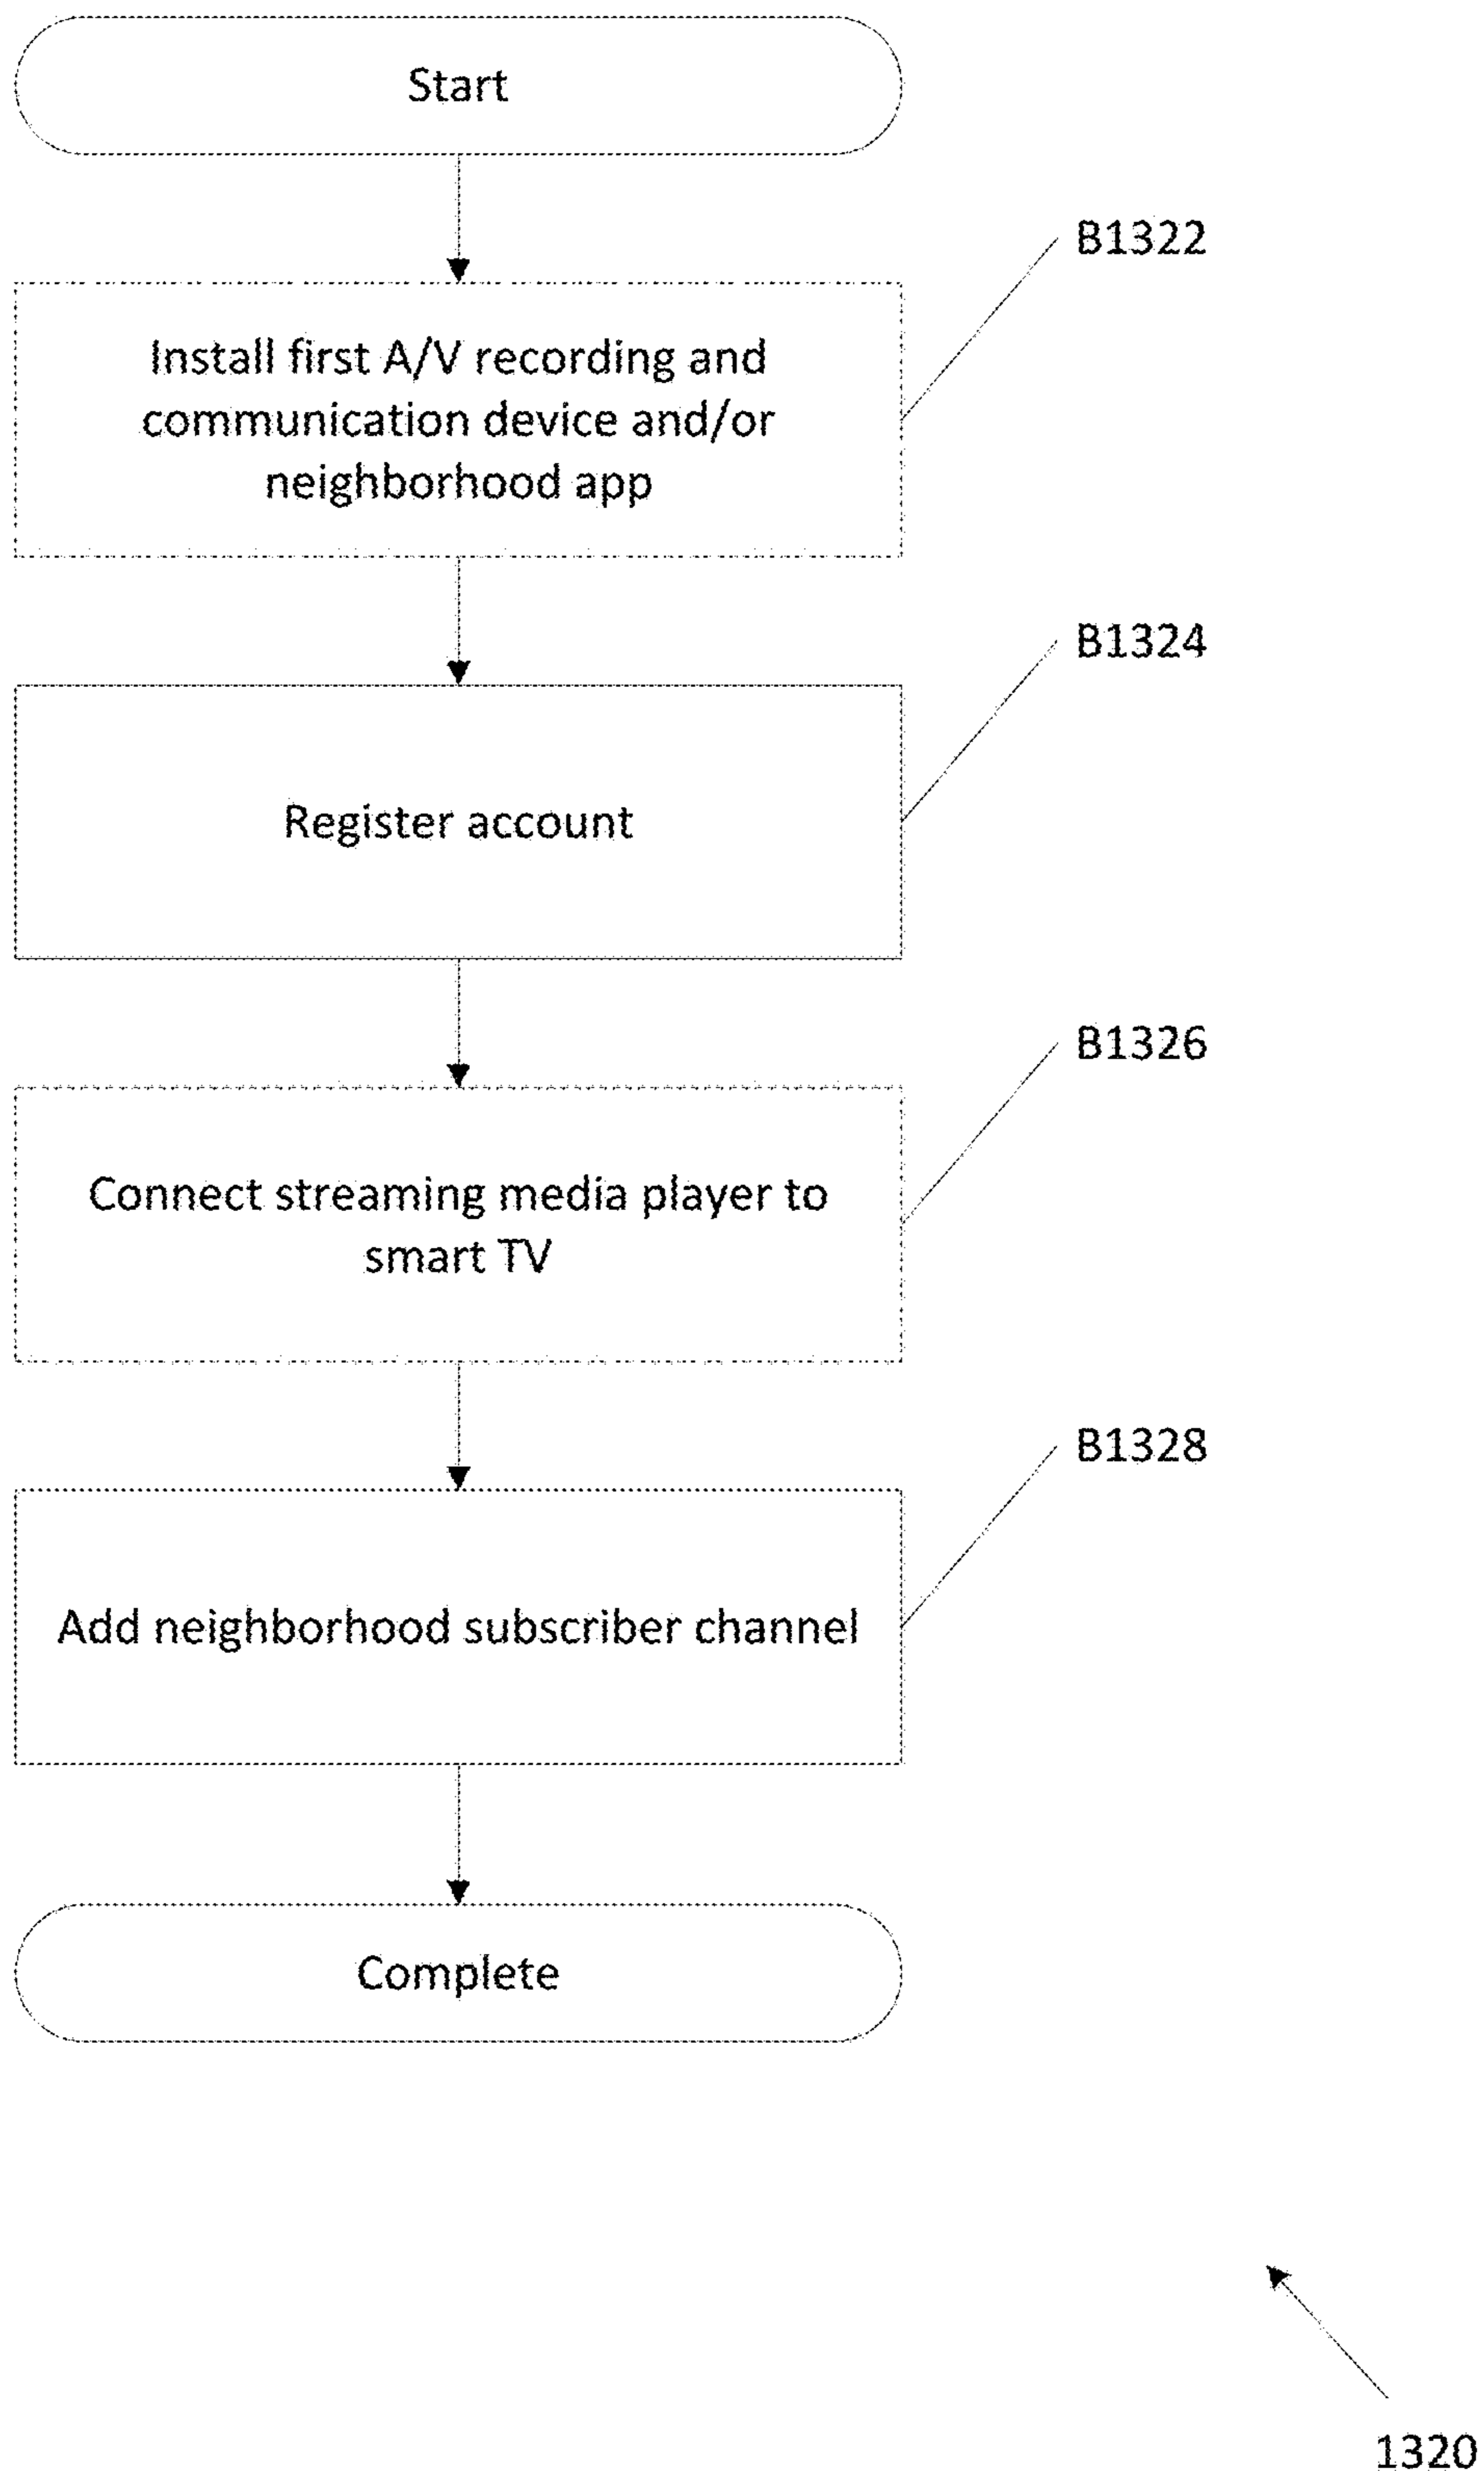 Start
B1322
Install first A/V recording and
communication device and/or
neighborhood app
B1324
Register account
B1326
Connect streaming media player to
smart TV
B1328
Add neighborhood subscriber channel
Complete
1320